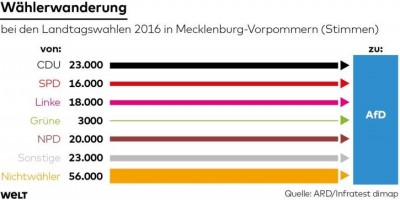 Wählerwanderung
bei den Landtagswahlen 2016 in Mecklenburg-Vorpommern (Stimmen)
von: zu:
CDU 23.000
SPD 16.000
Linke 18.000
Grüne 3000
NPD 20.000
Sonstige 23.000
Nichtwähler 56.000
AfD
WELT Quelle: ARD/Infratest dimap